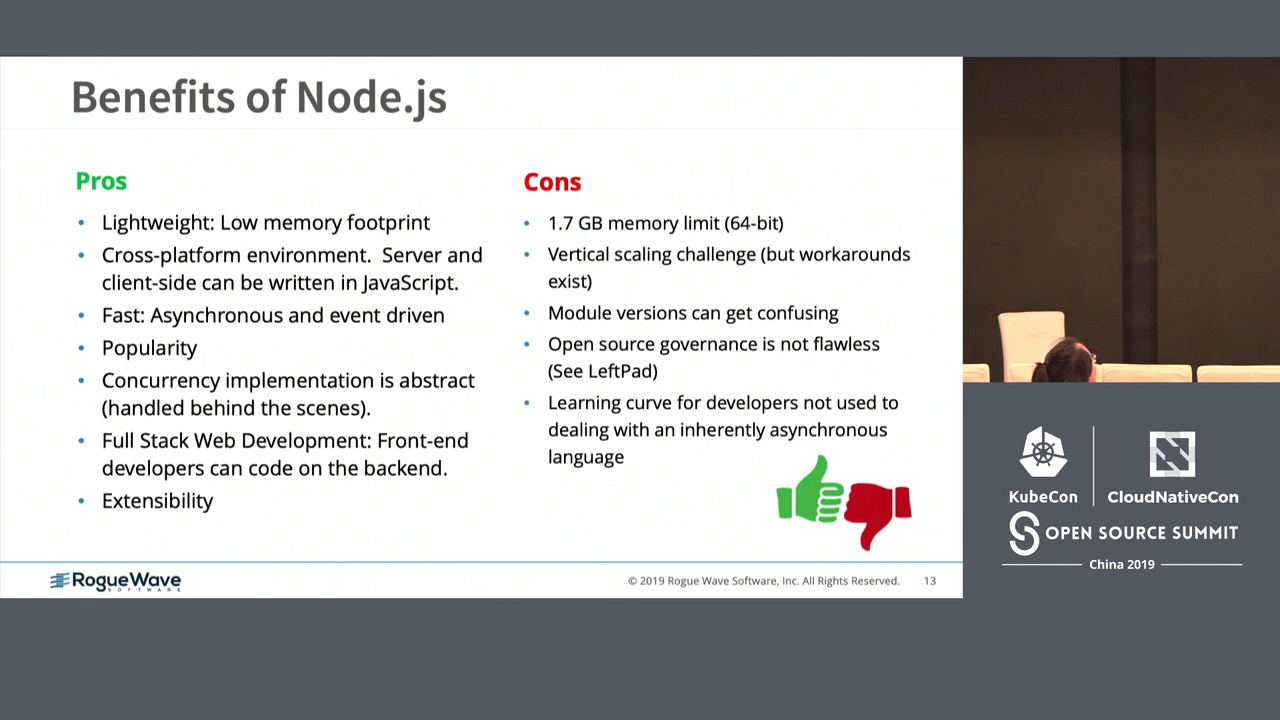 Benefits of Node.js
Pros
• Lightweight: Low memory footprint
• Cross-platform environment. Server and
client-side can be written in JavaScript.
• Fast: Asynchronous and event driven
• Popularity
• Concurrency implementation is abstract
(handled behind the scenes).
• Full Stack Web Development: Front-end
developers can code on the backend.
• Extensibility
Cons
• 1.7 GB memory limit (64-bit)
• Vertical scaling challenge (but workarounds
exist)
• Module versions can get confusing
• Open source governance is not flawless
(See LeftPad)
• Learning curve for developers not used to
dealing with an inherently asynchronous
language
RogueWave
SOFTWARE
© 2019 Rogue Wave Software, Inc. All Rights Reserved. 13
KubeCon
CloudNativeCon
OPEN SOURCE SUMMIT
China 2019